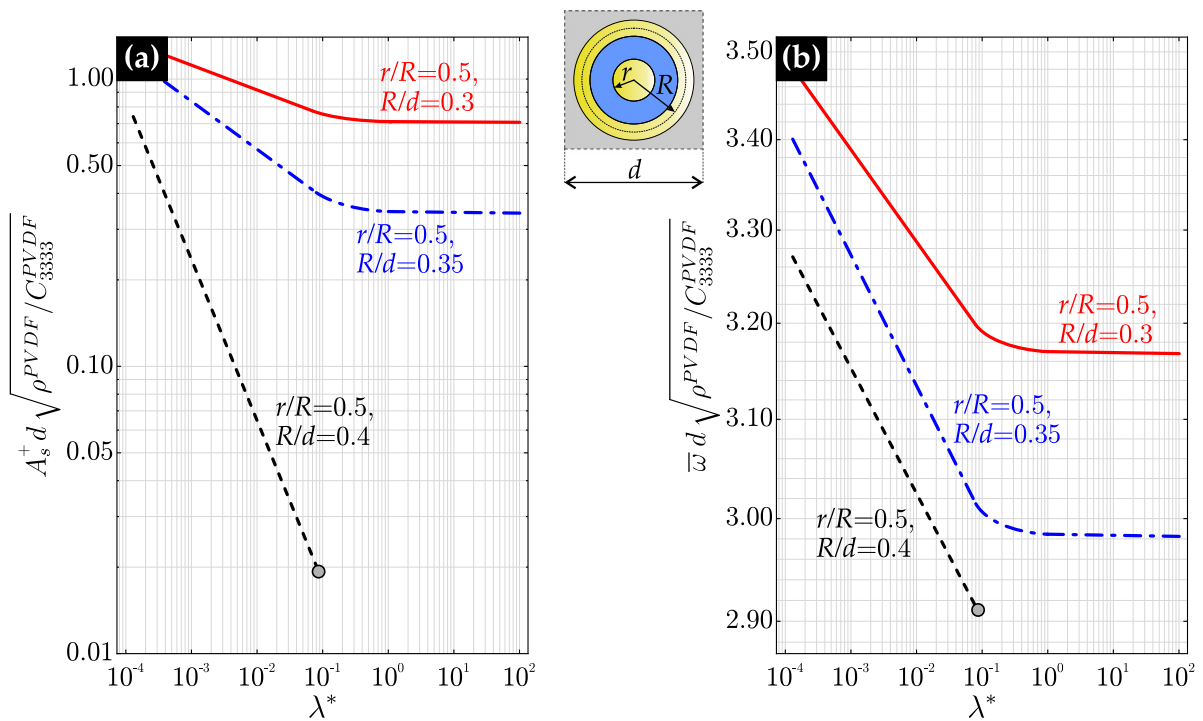 (a)
1.00
0.50
0.10
0.05
0.01
A_s^+ d √(ρ^{PVDF}/C_{3333}^{PVDF})
r/R=0.5,
R/d=0.3
r/R=0.5,
R/d=0.35
r/R=0.5,
R/d=0.4
10^{-4} 10^{-3} 10^{-2} 10^{-1} 10^0 10^1 10^2
λ*
r
R
d
(b)
3.50
3.40
3.30
3.20
3.10
3.00
2.90
ω̅ d √(ρ^{PVDF}/C_{3333}^{PVDF})
r/R=0.5,
R/d=0.3
r/R=0.5,
R/d=0.35
r/R=0.5,
R/d=0.4
10^{-4} 10^{-3} 10^{-2} 10^{-1} 10^0 10^1 10^2
λ*